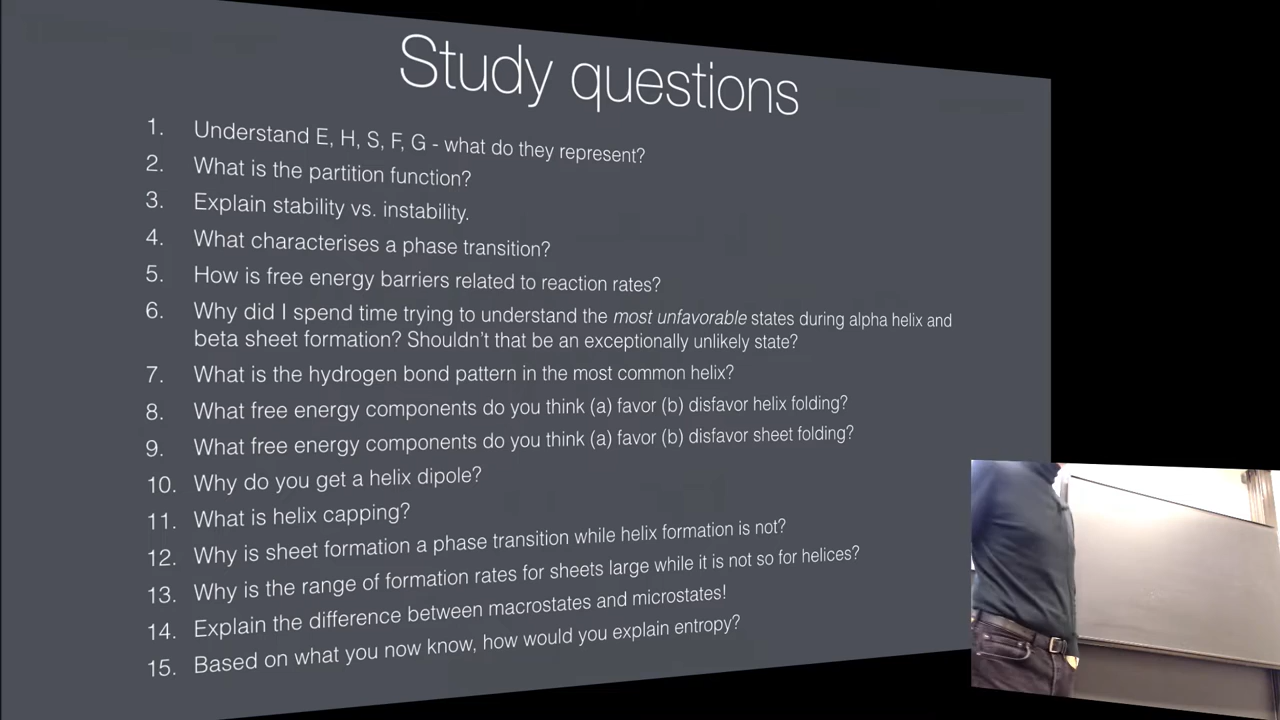 Study questions
1. Understand E, H, S, F, G - what do they represent?
2. What is the partition function?
3. Explain stability vs. instability.
4. What characterises a phase transition?
5. How is free energy barriers related to reaction rates?
6. Why did I spend time trying to understand the most unfavorable states during alpha helix and
beta sheet formation? Shouldn't that be an exceptionally unlikely state?
7. What is the hydrogen bond pattern in the most common helix?
8. What free energy components do you think (a) favor (b) disfavor helix folding?
9. What free energy components do you think (a) favor (b) disfavor sheet folding?
10. Why do you get a helix dipole?
11. What is helix capping?
12. Why is sheet formation a phase transition while helix formation is not?
13. Why is the range of formation rates for sheets large while it is not so for helices?
14. Explain the difference between macrostates and microstates!
15. Based on what you now know, how would you explain entropy?